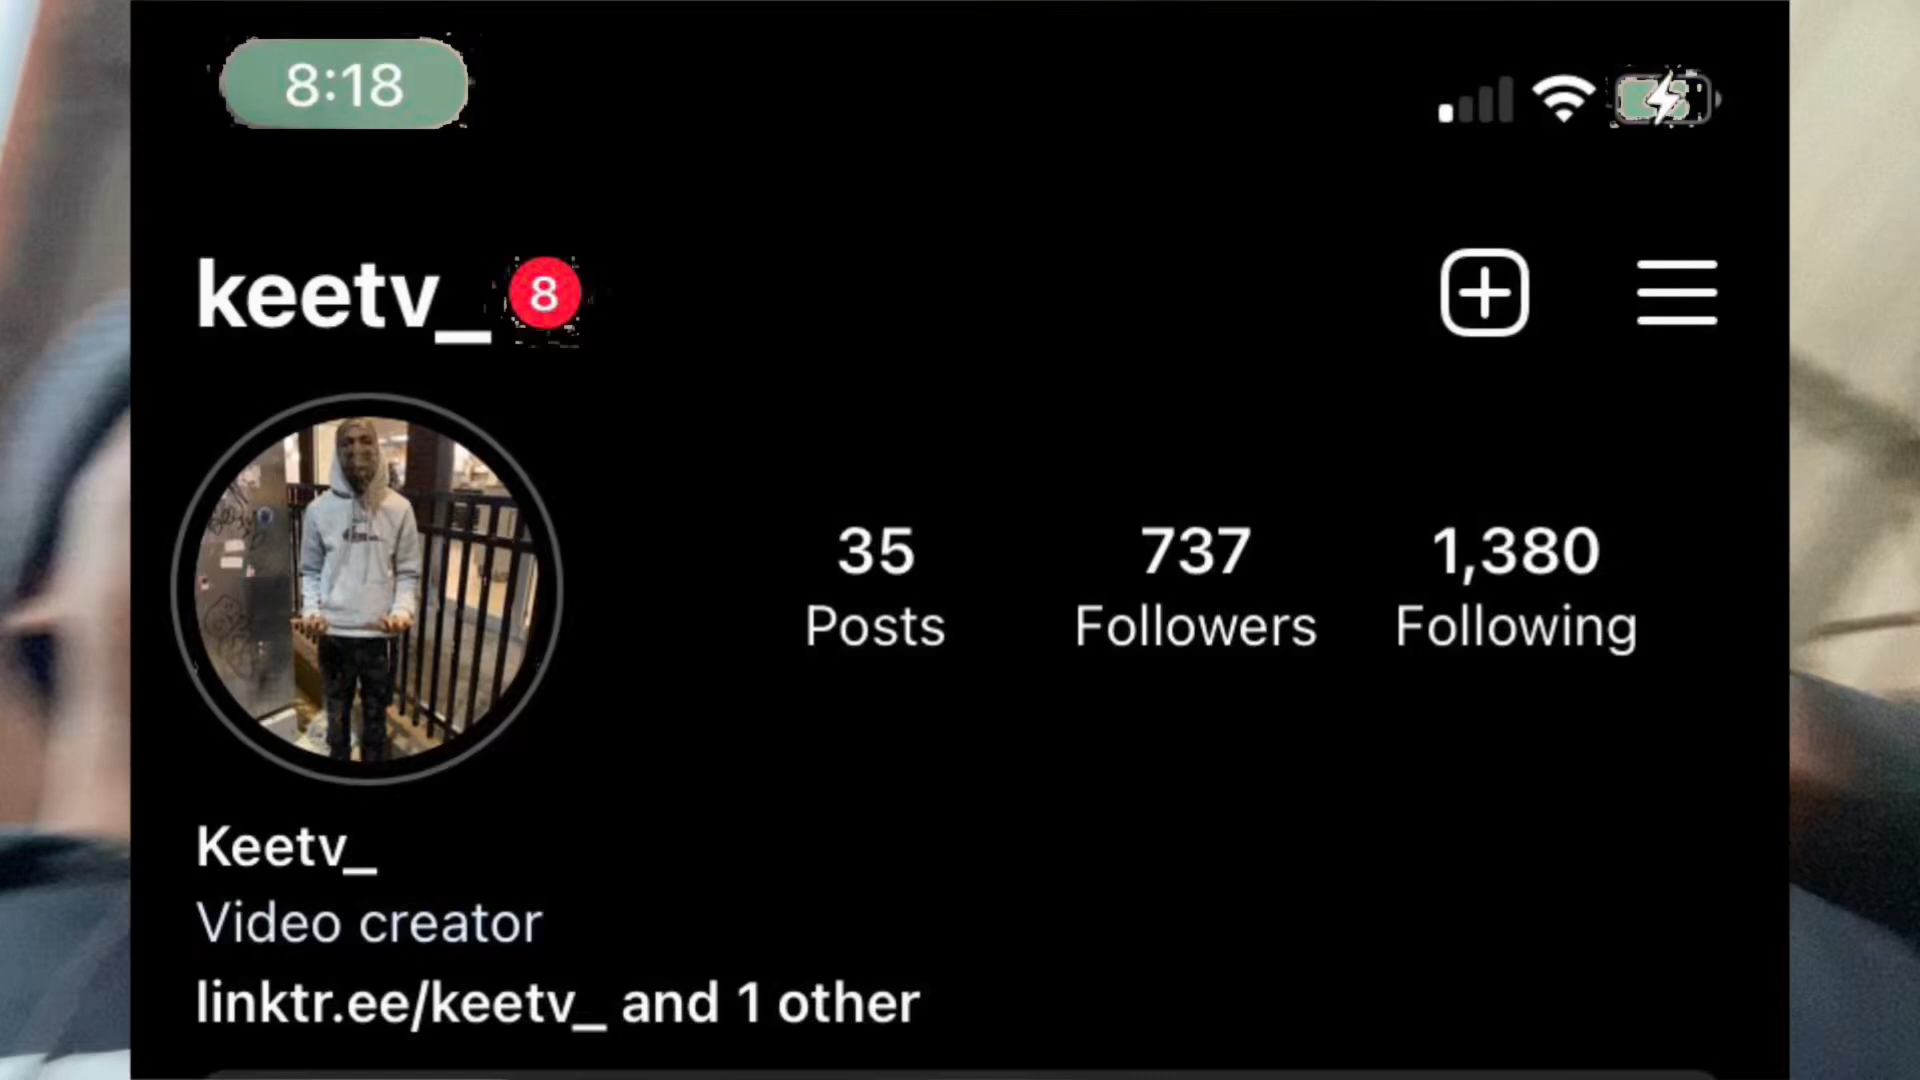 8:18
keetv_ 8
35 737 1,380
Posts Followers Following
Keetv_
Video creator
linktr.ee/keetv_ and 1 other